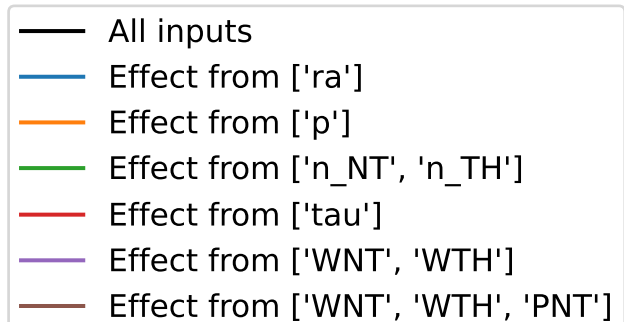 All inputs
Effect from ['ra']
Effect from ['p']
Effect from ['n_NT', 'n_TH']
Effect from ['tau']
Effect from ['WNT', 'WTH']
Effect from ['WNT', 'WTH', 'PNT']